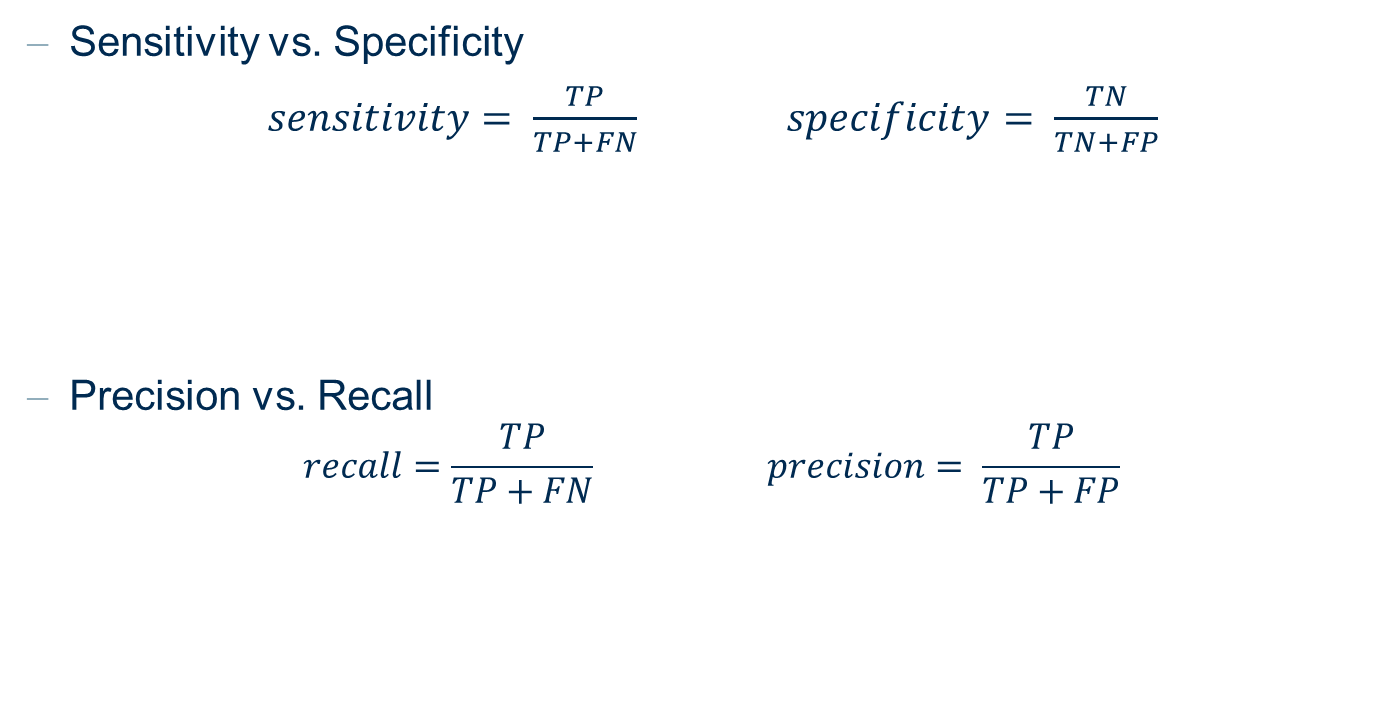 – Sensitivity vs. Specificity
sensitivity = TP / TP+FN specificity = TN / TN+FP
– Precision vs. Recall
recall = TP / TP + FN precision = TP / TP + FP